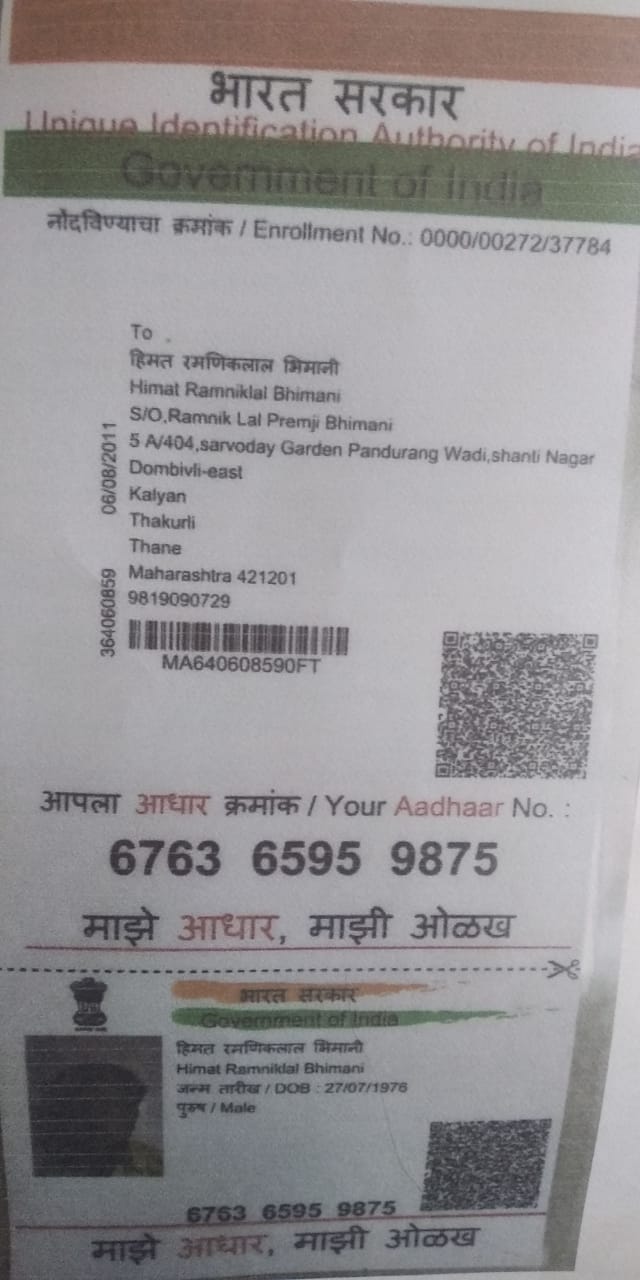 भारत सरकार
Unique Identification Authority of India
Government of India
नोंदविण्याचा क्रमांक / Enrollment No.: 0000/00272/37784
To
हिमत रमणिकलाल भिमानी
Himat Ramniklal Bhimani
S/O,Ramnik Lal Premji Bhimani
5 A/404,sarvoday Garden Pandurang Wadi,shanti Nagar
Dombivli-east
Kalyan
Thakurli
Thane
Maharashtra 421201
9819090729
364060859
06/08/2011
MA640608590FT
आपला आधार क्रमांक / Your Aadhaar No. :
6763 6595 9875
माझे आधार, माझी ओळख
भारत सरकार
Government of India
हिमत रमणिकलाल भिमानी
Himat Ramniklal Bhimani
जन्म तारीख / DOB : 27/07/1976
पुरुष / Male
6763 6595 9875
माझे आधार, माझी ओळख